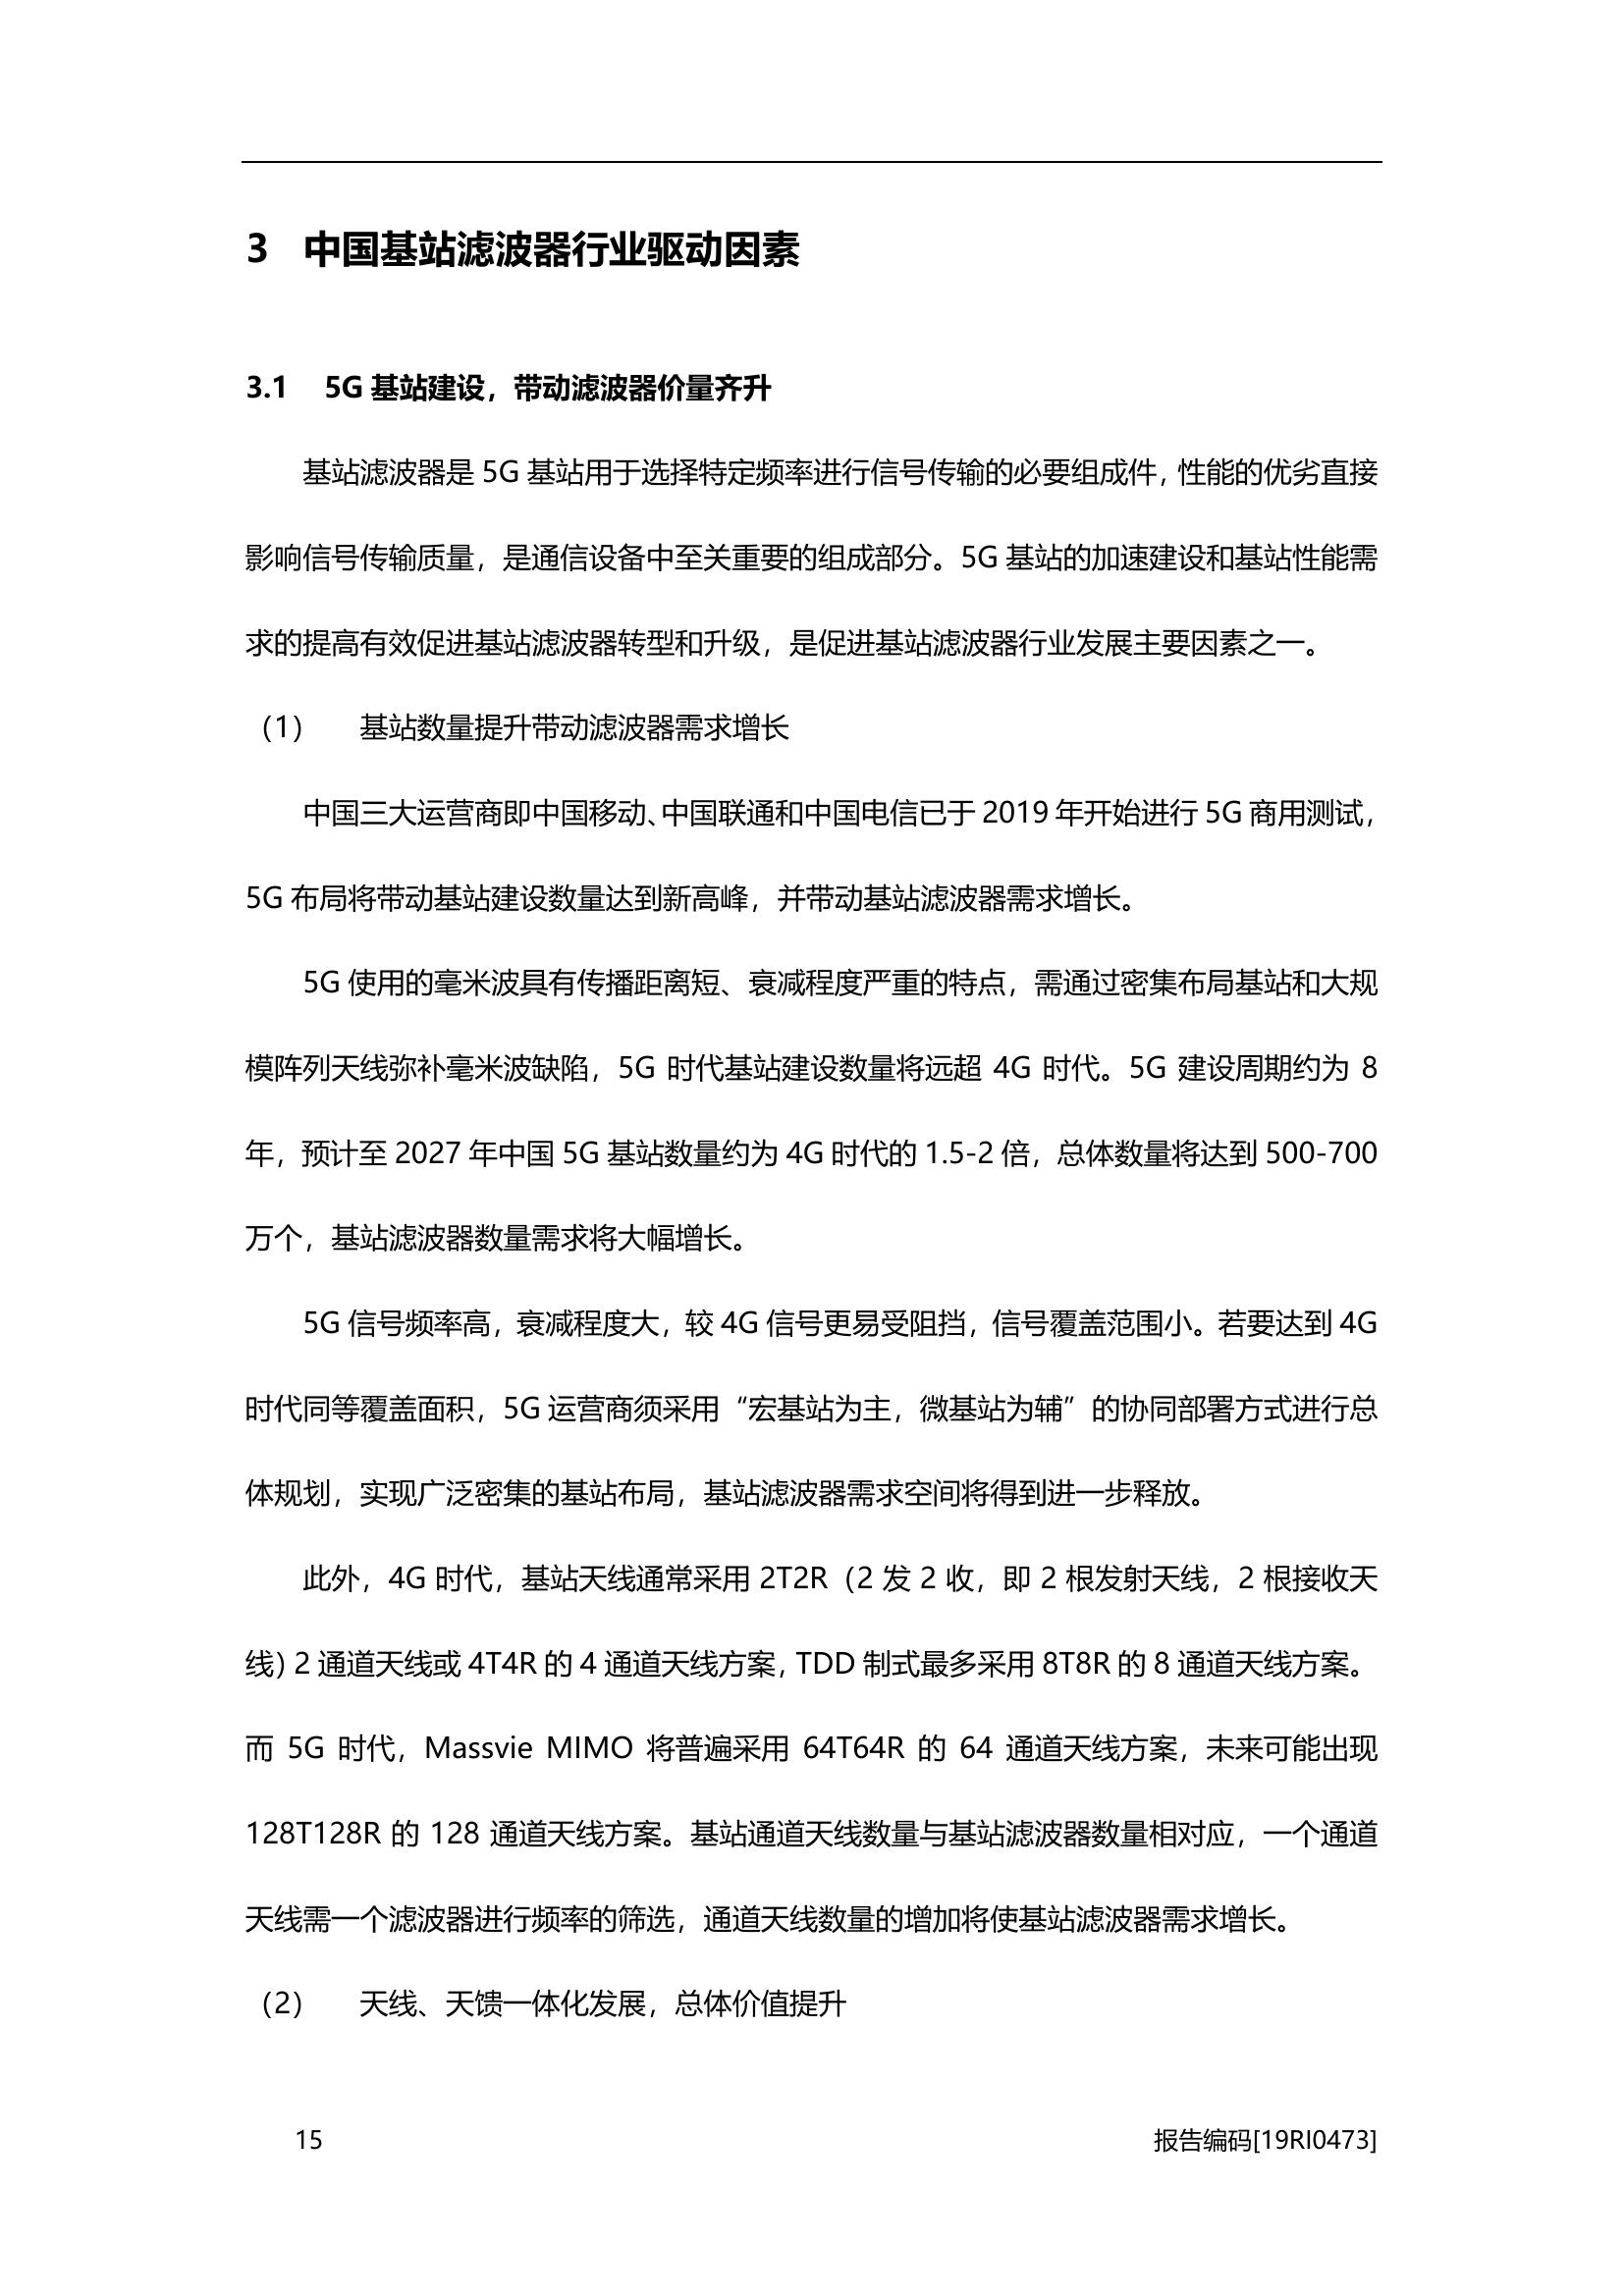 3 中国基站滤波器行业驱动因素
3.1 5G 基站建设，带动滤波器价量齐升
基站滤波器是 5G 基站用于选择特定频率进行信号传输的必要组成件，性能的优劣直接
影响信号传输质量，是通信设备中至关重要的组成部分。5G 基站的加速建设和基站性能需
求的提高有效促进基站滤波器转型和升级，是促进基站滤波器行业发展主要因素之一。
（1） 基站数量提升带动滤波器需求增长
中国三大运营商即中国移动、中国联通和中国电信已于 2019 年开始进行 5G 商用测试，
5G 布局将带动基站建设数量达到新高峰，并带动基站滤波器需求增长。
5G 使用的毫米波具有传播距离短、衰减程度严重的特点，需通过密集布局基站和大规
模阵列天线弥补毫米波缺陷，5G 时代基站建设数量将远超 4G 时代。5G 建设周期约为 8
年，预计至 2027 年中国 5G 基站数量约为 4G 时代的 1.5-2 倍，总体数量将达到 500-700
万个，基站滤波器数量需求将大幅增长。
5G 信号频率高，衰减程度大，较 4G 信号更易受阻挡，信号覆盖范围小。若要达到 4G
时代同等覆盖面积，5G 运营商须采用“宏基站为主，微基站为辅”的协同部署方式进行总
体规划，实现广泛密集的基站布局，基站滤波器需求空间将得到进一步释放。
此外，4G 时代，基站天线通常采用 2T2R（2 发 2 收，即 2 根发射天线，2 根接收天
线）2 通道天线或 4T4R 的 4 通道天线方案，TDD 制式最多采用 8T8R 的 8 通道天线方案。
而 5G 时代，Massvie MIMO 将普遍采用 64T64R 的 64 通道天线方案，未来可能出现
128T128R 的 128 通道天线方案。基站通道天线数量与基站滤波器数量相对应，一个通道
天线需一个滤波器进行频率的筛选，通道天线数量的增加将使基站滤波器需求增长。
（2） 天线、天馈一体化发展，总体价值提升
15 报告编码[19RI0473]